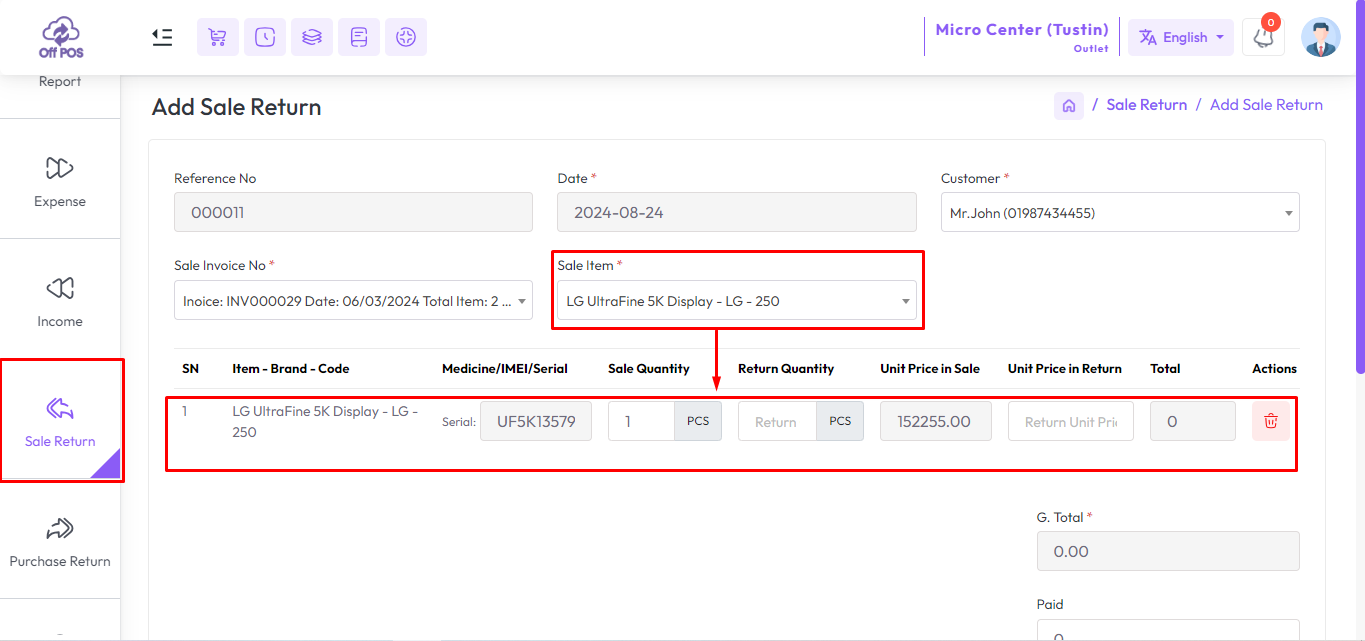 Off POS
Micro Center (Tustin)
Outlet
English
0
Report
Expense
Income
Sale Return
Purchase Return
Add Sale Return
/ Sale Return / Add Sale Return
Reference No
000011
Date *
2024-08-24
Customer *
Mr.John (01987434455)
Sale Invoice No *
Inoice: INV000029 Date: 06/03/2024 Total Item: 2 ...
Sale Item *
LG UltraFine 5K Display - LG - 250
SN Item - Brand - Code Medicine/IMEI/Serial Sale Quantity Return Quantity Unit Price in Sale Unit Price in Return Total Actions
1 LG UltraFine 5K Display - LG - 
250
Serial: UF5K13579 1 PCS Return PCS 152255.00 Return Unit Pric 0
G. Total *
0.00
Paid
0